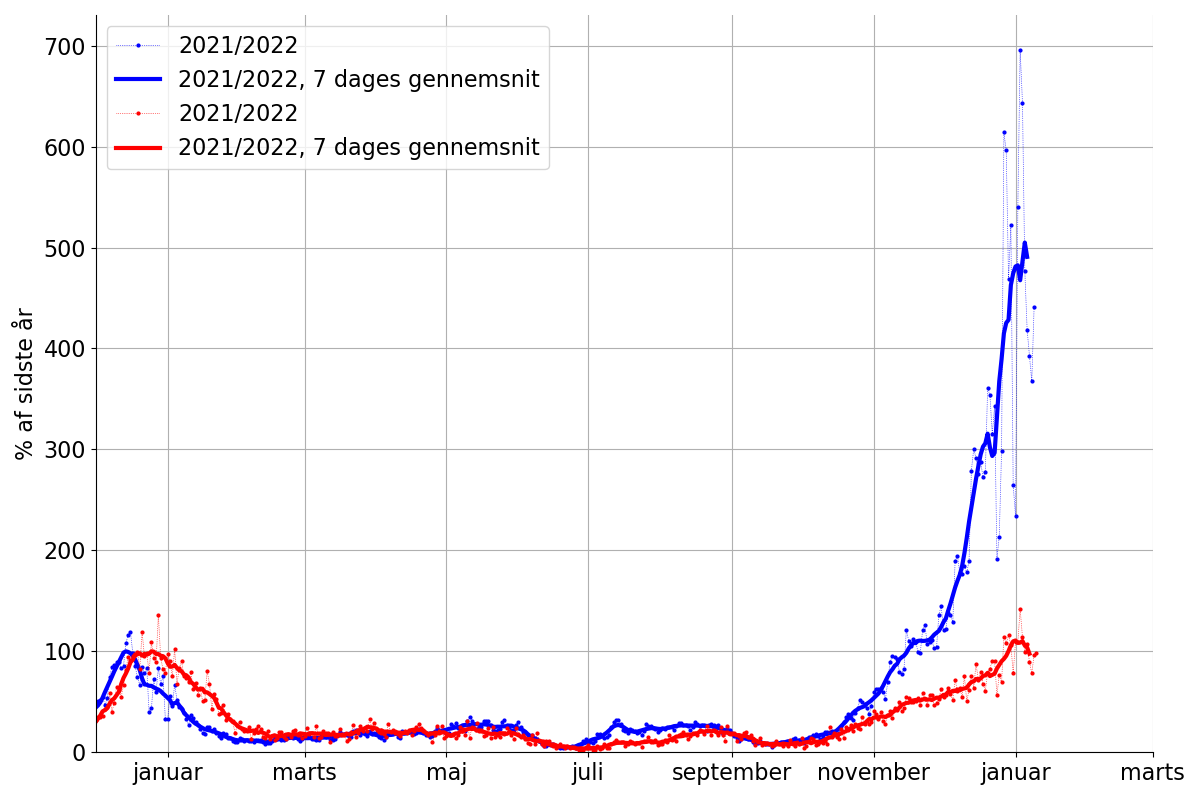 2021/2022
2021/2022, 7 dages gennemsnit
2021/2022
2021/2022, 7 dages gennemsnit
% af sidste år
700
600
500
400
300
200
100
0
januar marts maj juli september november januar marts